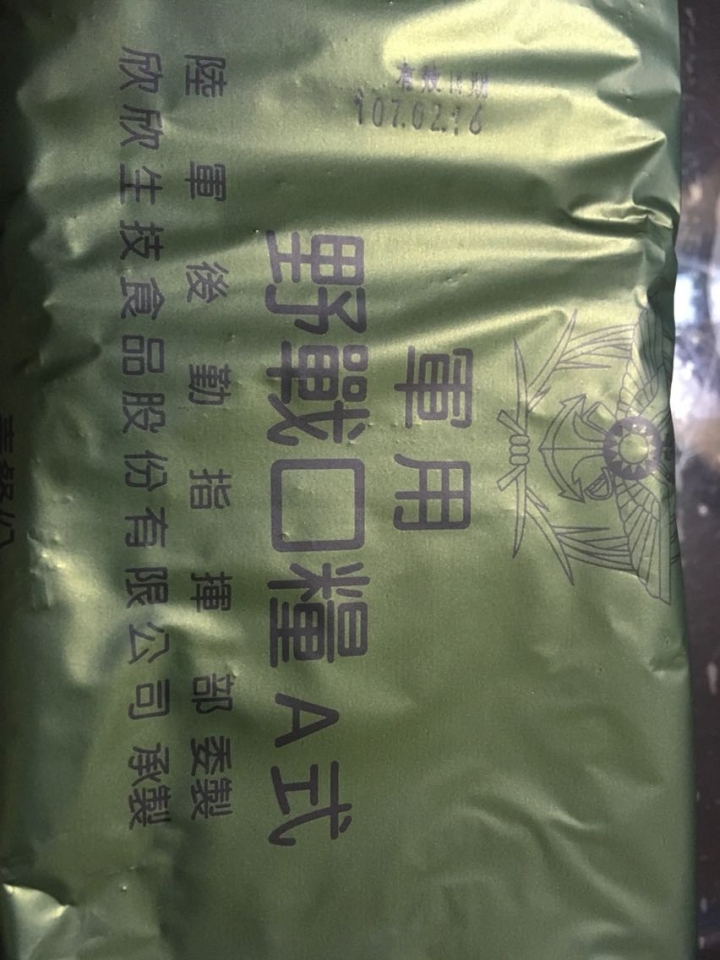 軍用
野戰口糧 A式
陸軍後勤指揮部委製
欣欣生技食品股份有限公司 承製
有效日期
107.02.16